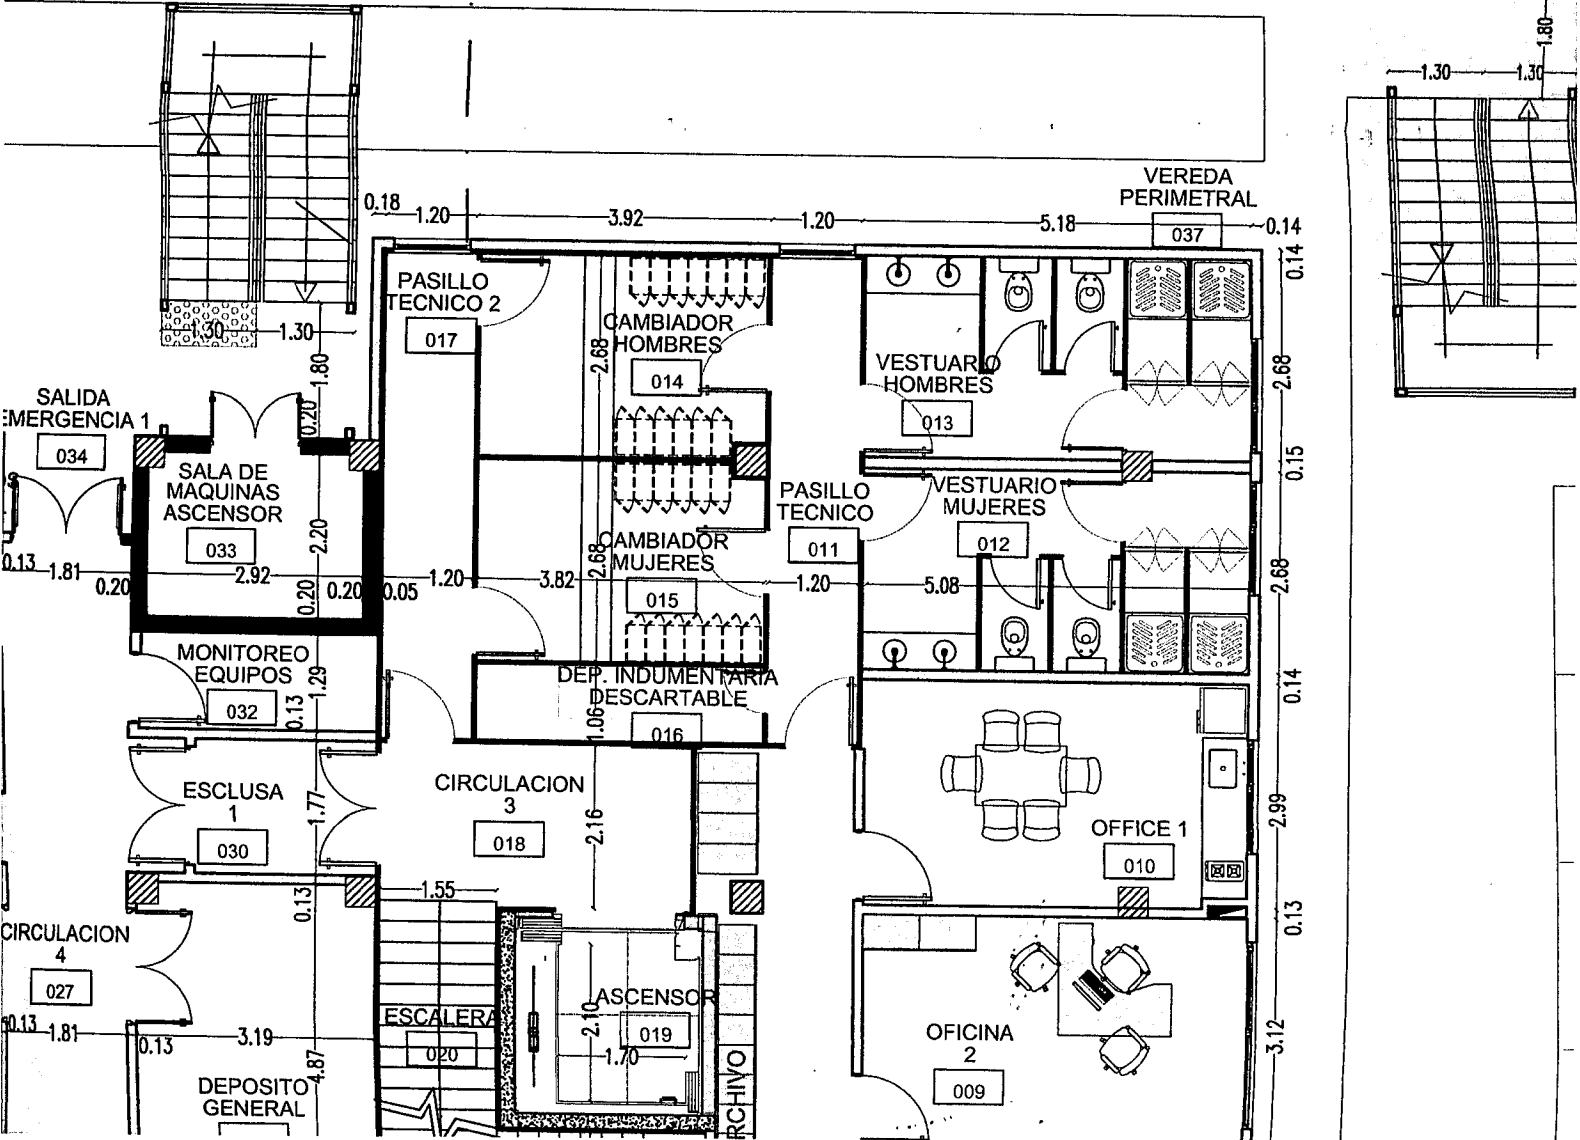 1.80
1.30
1.30
VEREDA
PERIMETRAL
037
0.18
1.20
3.92
1.20
5.18
0.14
0.14
PASILLO
TECNICO 2
017
CAMBIADOR
HOMBRES
014
2.68
VESTUARIO
HOMBRES
013
2.68
1.30
1.30
1.80
0.20
SALIDA
EMERGENCIA 1
034
SALA DE
MAQUINAS
ASCENSOR
033
2.20
PASILLO
TECNICO
011
VESTUARIO
MUJERES
012
0.15
CAMBIADOR
MUJERES
015
2.68
2.68
0.13
1.81
0.20
2.92
0.20
0.20
0.05
1.20
3.82
1.20
5.08
MONITOREO
EQUIPOS
032
0.13
1.29
DEP. INDUMENTARIA
DESCARTABLE
016
1.06
0.14
ESCLUSA
1
030
1.77
CIRCULACION
3
018
2.16
OFFICE 1
010
2.99
1.55
0.13
0.13
CIRCULACION
4
027
0.13
1.81
0.13
3.19
4.87
ESCALERA
020
ASCENSOR
019
2.10
1.70
OFICINA
2
009
3.12
DEPOSITO
GENERAL
RCHIVO